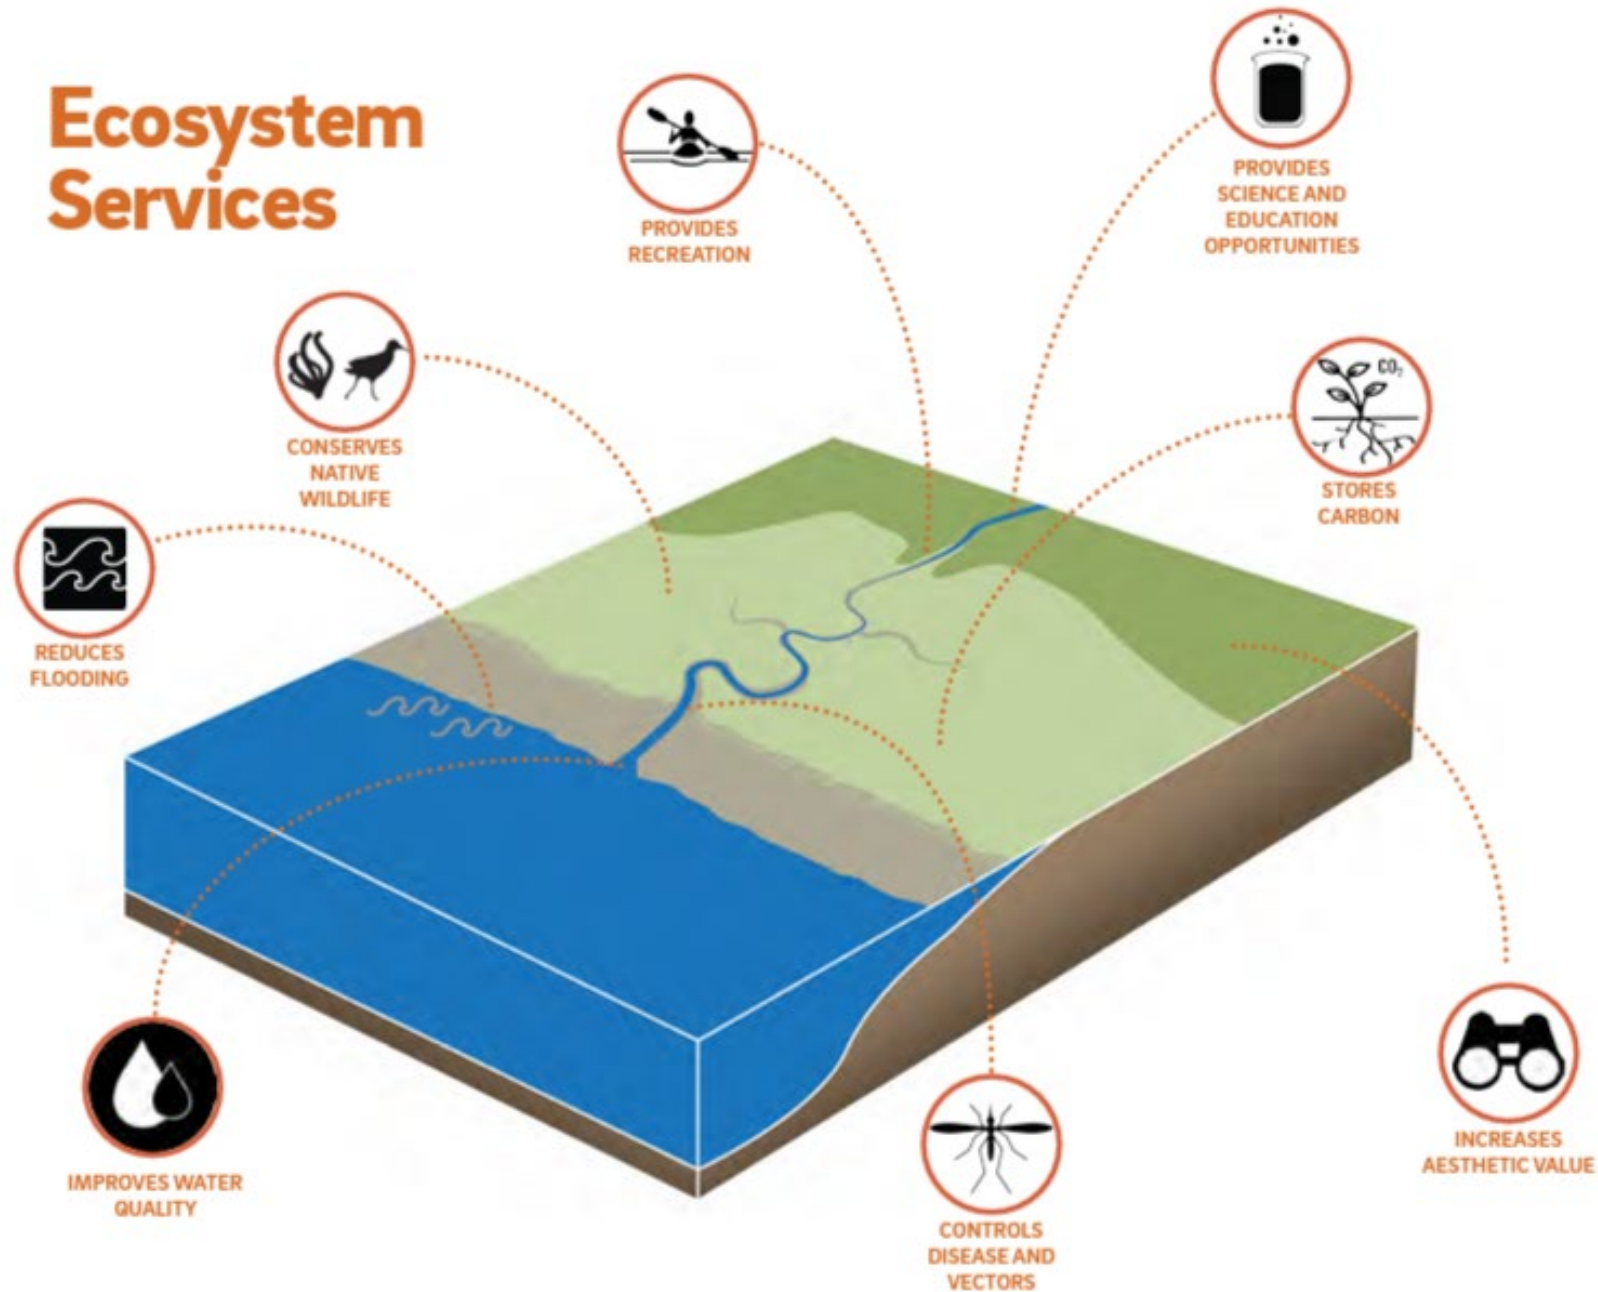 Ecosystem
Services
PROVIDES
RECREATION
PROVIDES
SCIENCE AND
EDUCATION
OPPORTUNITIES
CONSERVES
NATIVE
WILDLIFE
CO₂
STORES
CARBON
REDUCES
FLOODING
IMPROVES WATER
QUALITY
CONTROLS
DISEASE AND
VECTORS
INCREASES
AESTHETIC VALUE